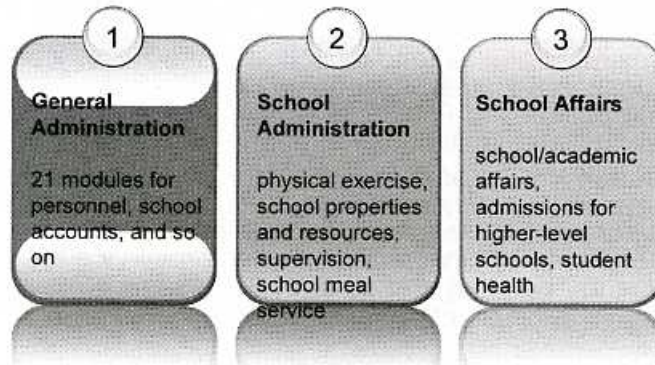 1
General
Administration
21 modules for
personnel, school
accounts, and so
on
2
School
Administration
physical exercise,
school properties
and resources,
supervision,
school meal
service
3
School Affairs
school/academic
affairs,
admissions for
higher-level
schools, student
health